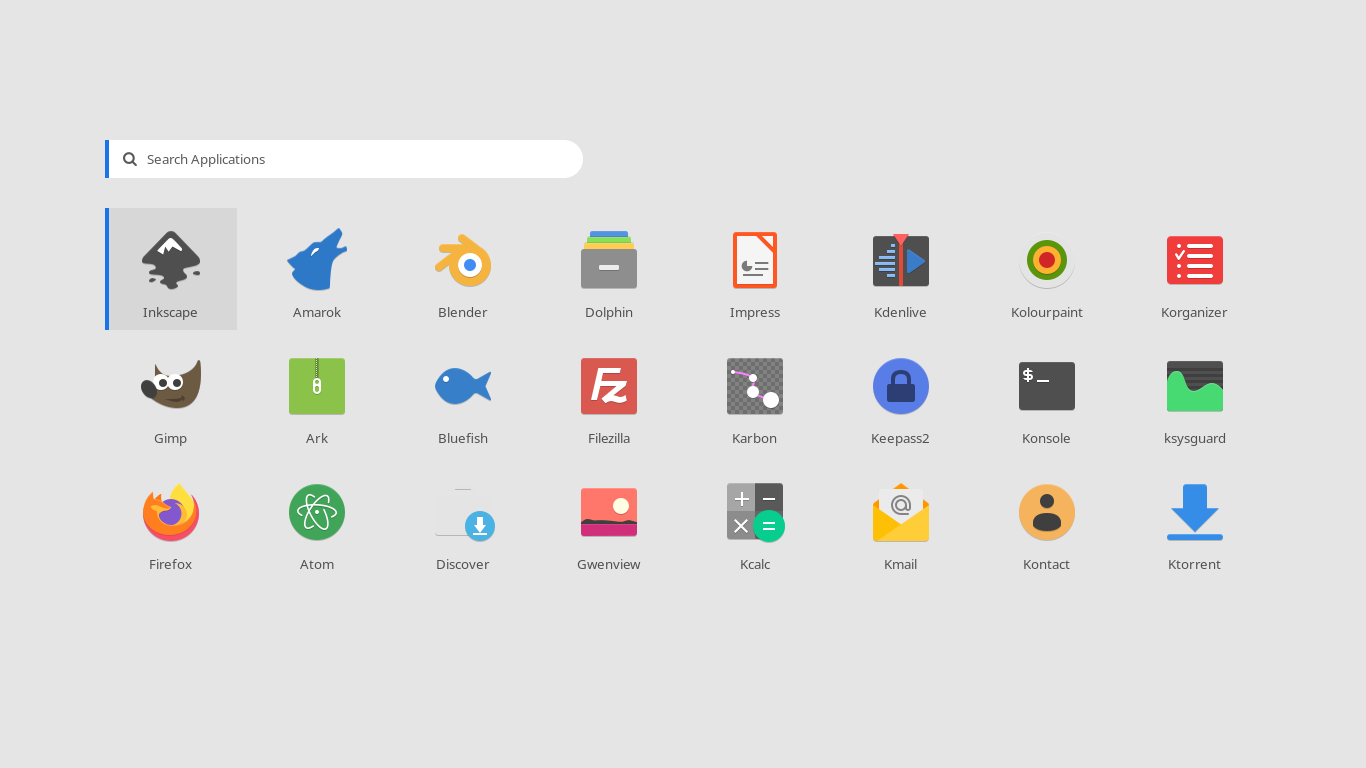 Search Applications
Inkscape Amarok Blender Dolphin Impress Kdenlive Kolourpaint Korganizer
Gimp Ark Bluefish Filezilla Karbon Keepass2 Konsole ksysguard
Firefox Atom Discover Gwenview Kcalc Kmail Kontact Ktorrent